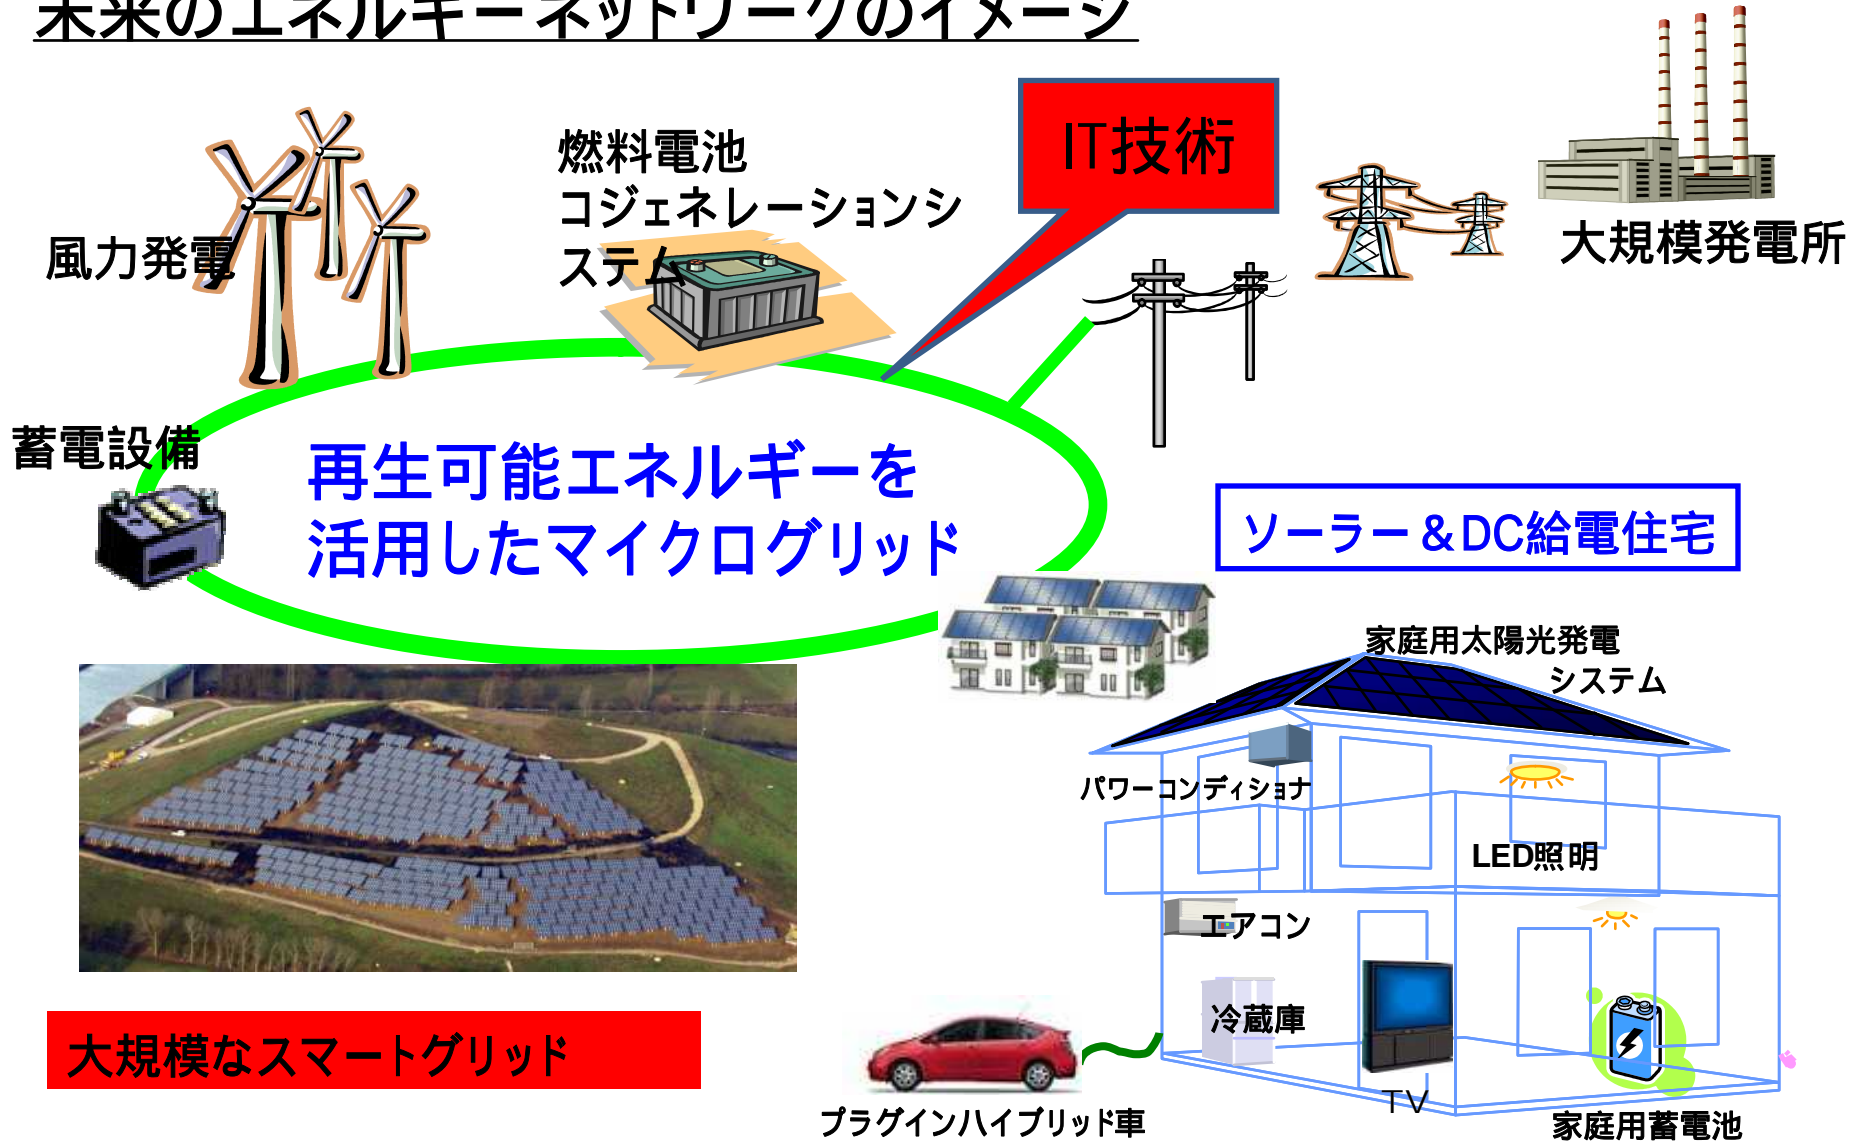 未来のエネルギーネットワークのイメージ
IT技術
燃料電池
コジェネレーションシ
ステム
風力発電
大規模発電所
蓄電設備
再生可能エネルギーを
活用したマイクログリッド
ソーラー＆DC給電住宅
家庭用太陽光発電
システム
パワーコンディショナ
LED照明
エアコン
冷蔵庫
TV
大規模なスマートグリッド
プラグインハイブリッド車
家庭用蓄電池